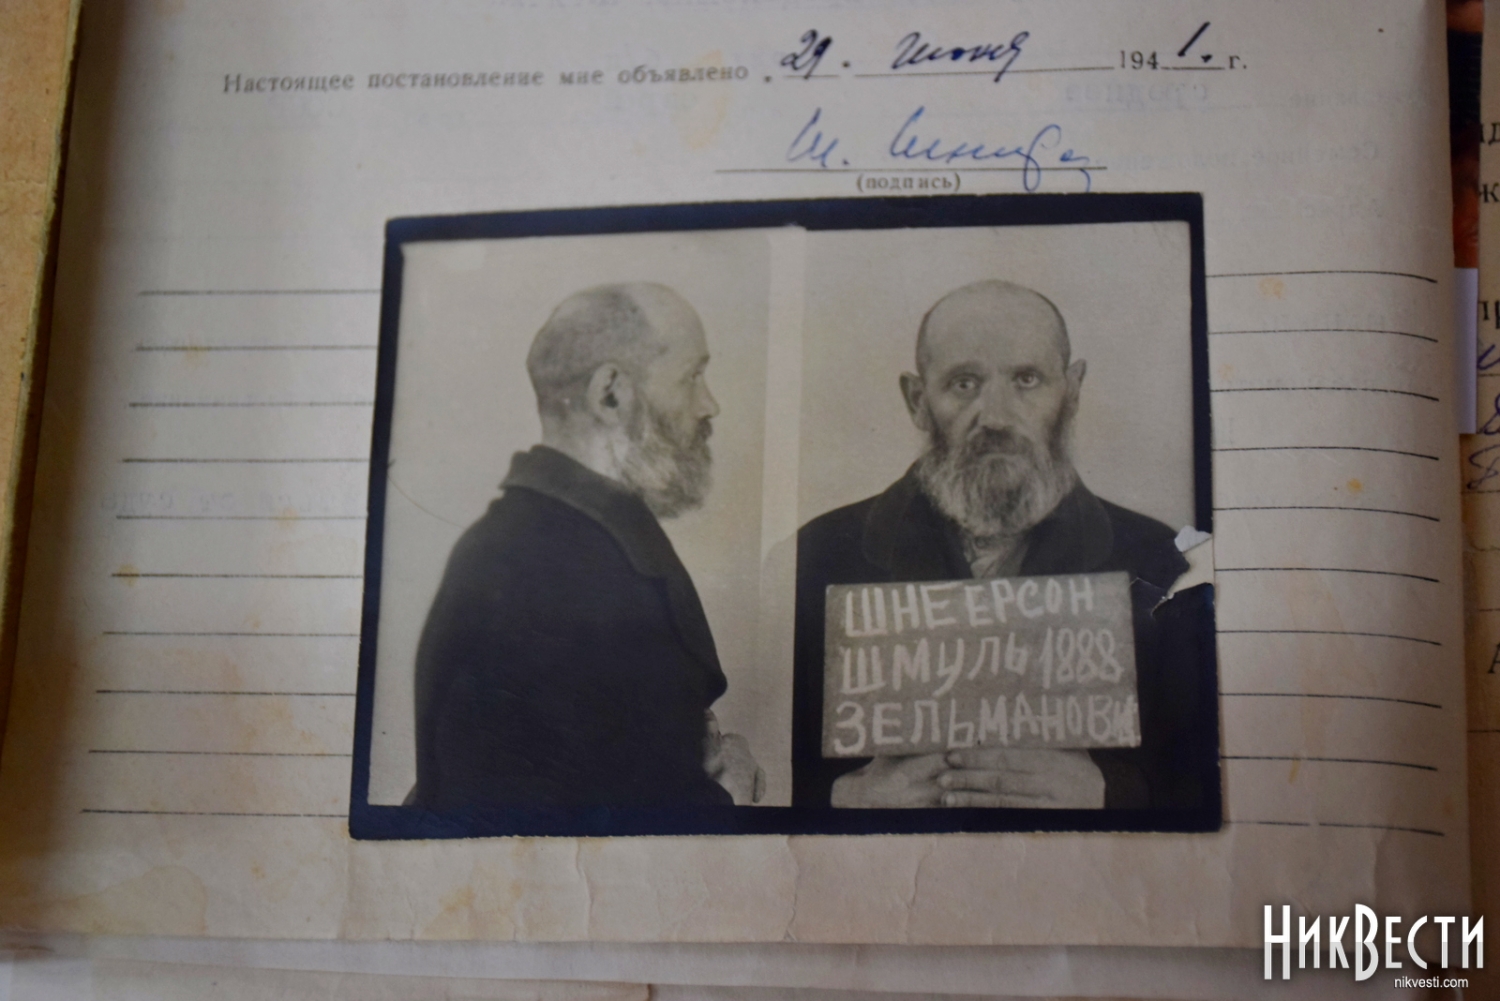 Настоящее постановление мне объявлено „ 29 . июня 1941. г.
(подпись)
ШНЕЕРСОН
ШМУЛЬ 1888
ЗЕЛЬМАНОВИ
НикВести
nikvesti.com